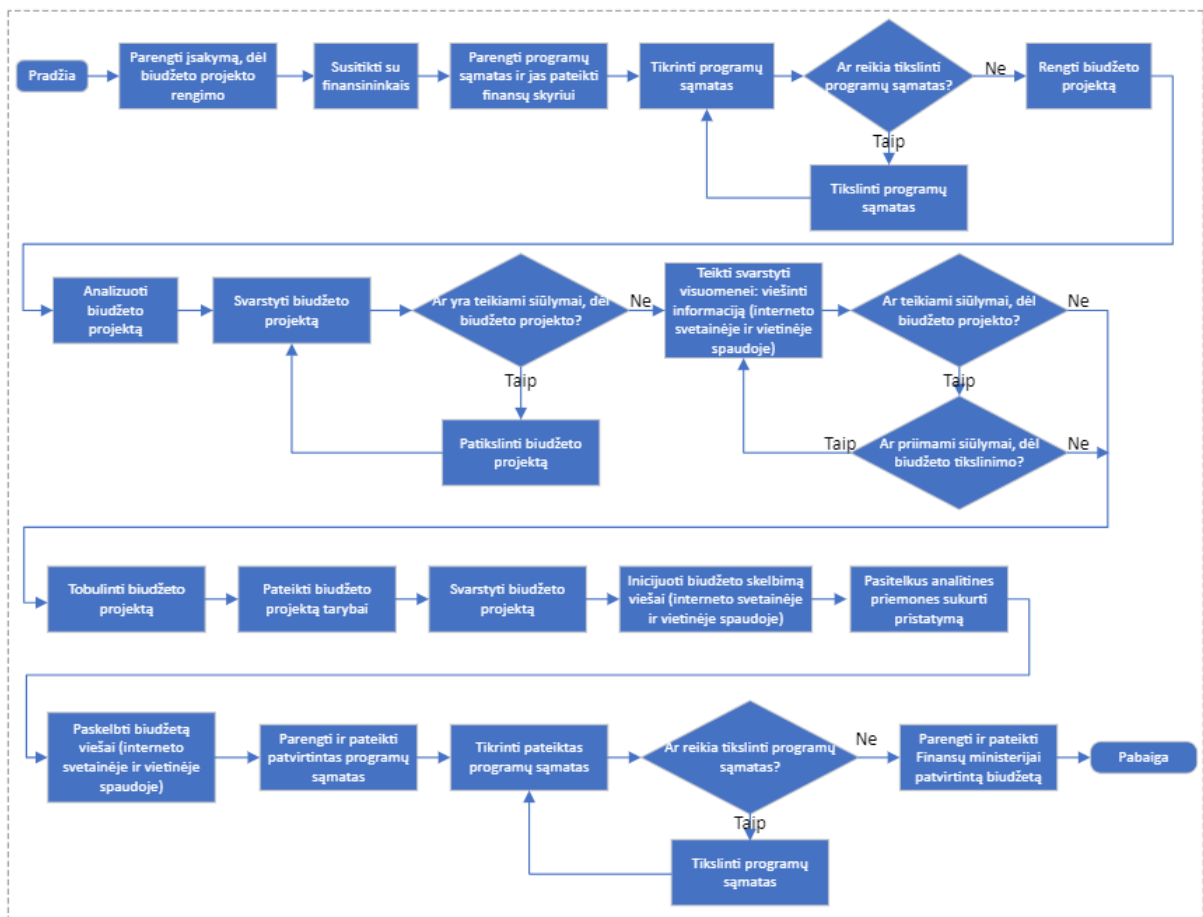 Pradžia
Parengti įsakymą, dėl
biudžeto projekto
rengimo
Susitikti su
finansininkais
Parengti programų
sąmatas ir jas pateikti
finansų skyriui
Tikrinti programų
sąmatas
Ar reikia tikslinti
programų sąmatas?
Ne
Rengti biudžeto
projektą
Taip
Tikslinti programų
sąmatas
Analizuoti
biudžeto
projektą
Svarstyti biudžeto
projektą
Ar yra teikiami siūlymai, dėl
biudžeto projekto?
Ne
Teikti svarstyti
visuomenei: viešinti
informaciją (interneto
svetainėje ir vietinėje
spaudoje)
Ar teikiami siūlymai, dėl
biudžeto projekto?
Ne
Taip
Patikslinti biudžeto
projektą
Taip
Ar priimami siūlymai, dėl
biudžeto tikslinimo?
Taip
Ne
Tobulinti biudžeto
projektą
Pateikti biudžeto
projektą tarybai
Svarstyti biudžeto
projektą
Inicijuoti biudžeto skelbimą
viešai (interneto svetainėje
ir vietinėje spaudoje)
Pasitelkus analitines
priemones sukurti
pristatymą
Paskelbti biudžetą
viešai (interneto
svetainėje ir vietinėje
spaudoje)
Parengti ir pateikti
patvirtintas programų
sąmatas
Tikrinti pateiktas
programų sąmatas
Ar reikia tikslinti programų
sąmatas?
Ne
Parengti ir pateikti
Finansų ministerijai
patvirtintą biudžetą
Pabaiga
Taip
Tikslinti programų
sąmatas